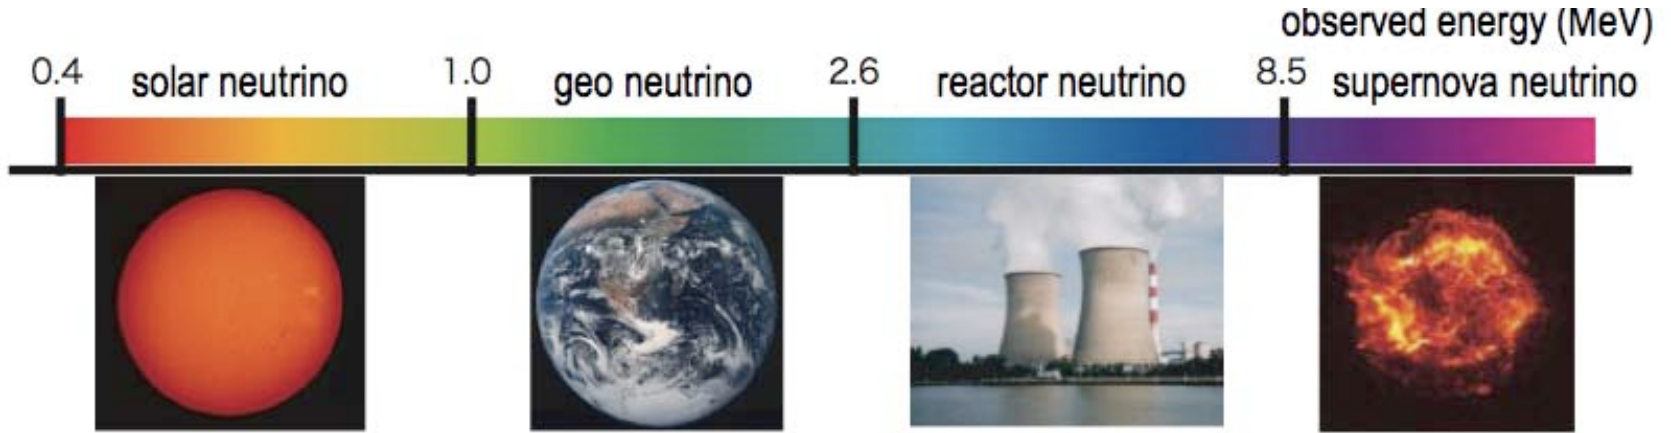 observed energy (MeV)
0.4 solar neutrino 1.0 geo neutrino 2.6 reactor neutrino 8.5 supernova neutrino